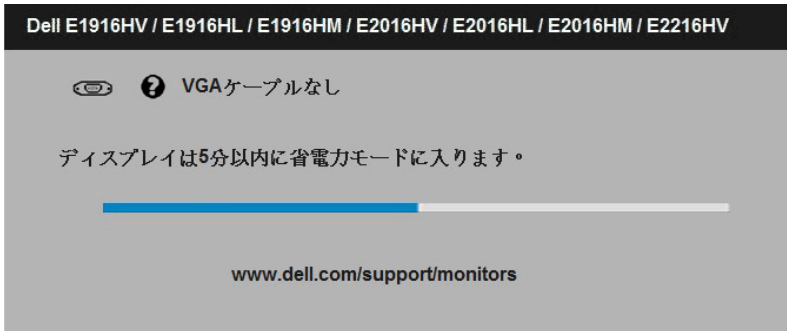 Dell E1916HV / E1916HL / E1916HM / E2016HV / E2016HL / E2016HM / E2216HV
? VGAケーブルなし
ディスプレイは5分以内に省電力モードに入ります。
www.dell.com/support/monitors